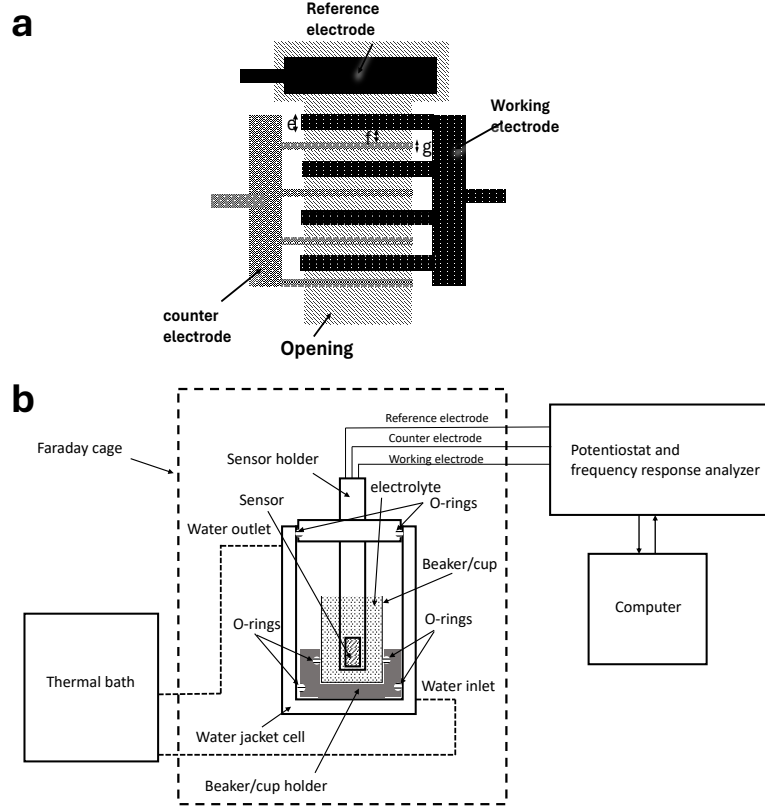 a
Reference
electrode
Working
electrode
e
f
g
counter
electrode
Opening
b
Faraday cage
Reference electrode
Counter electrode
Working electrode
Potentiostat and
frequency response analyzer
Sensor holder
electrolyte
Sensor
O-rings
Water outlet
Beaker/cup
Computer
O-rings
O-rings
Thermal bath
Water inlet
Water jacket cell
Beaker/cup holder